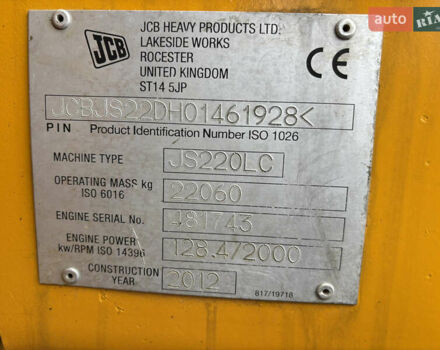 JCB
JCB HEAVY PRODUCTS LTD.
LAKESIDE WORKS
ROCESTER
UNITED KINGDOM
ST14 5JP
CE
JCBJS22DH01461928<
PIN Product Identification Number ISO 1026
MACHINE TYPE JS220LC
OPERATING MASS kg
ISO 6016 22060
ENGINE SERIAL No. 481743
ENGINE POWER
kw/RPM ISO 14396 128.4/2000
CONSTRUCTION
YEAR 2012
817/19718
RIA